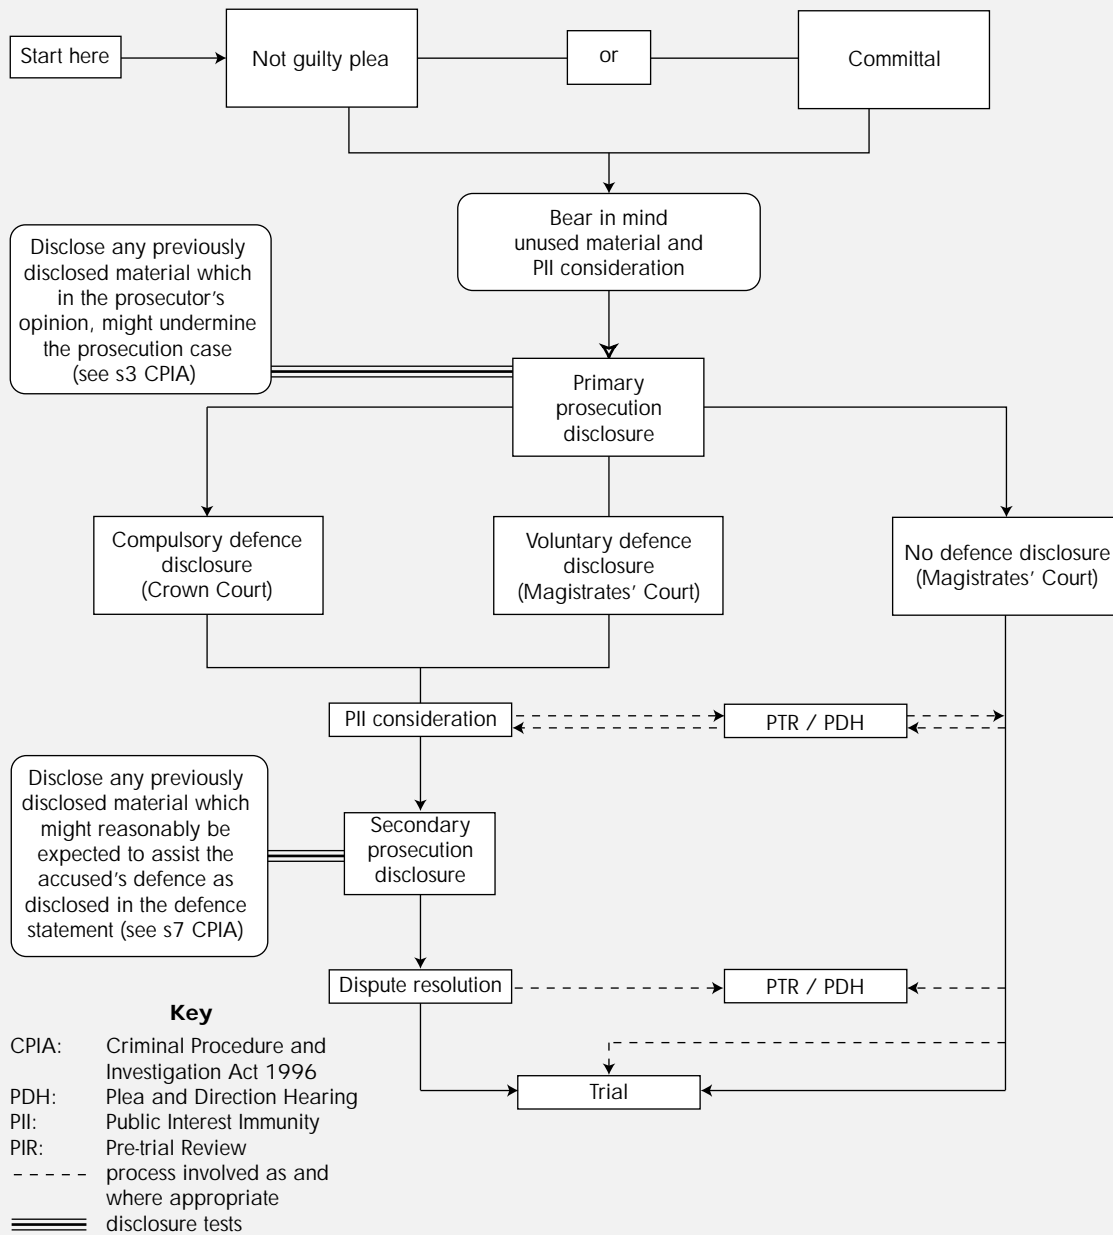 Start here
Not guilty plea
or
Committal
Bear in mind
unused material and
PII consideration
Disclose any previously
disclosed material which
in the prosecutor's
opinion, might undermine
the prosecution case
(see s3 CPIA)
Primary
prosecution
disclosure
Compulsory defence
disclosure
(Crown Court)
Voluntary defence
disclosure
(Magistrates' Court)
No defence disclosure
(Magistrates' Court)
PII consideration
PTR / PDH
Disclose any previously
disclosed material which
might reasonably be
expected to assist the
accused's defence as
disclosed in the defence
statement (see s7 CPIA)
Secondary
prosecution
disclosure
Dispute resolution
PTR / PDH
Trial
Key
CPIA: Criminal Procedure and
Investigation Act 1996
PDH: Plea and Direction Hearing
PII: Public Interest Immunity
PIR: Pre-trial Review
process involved as and
where appropriate
disclosure tests